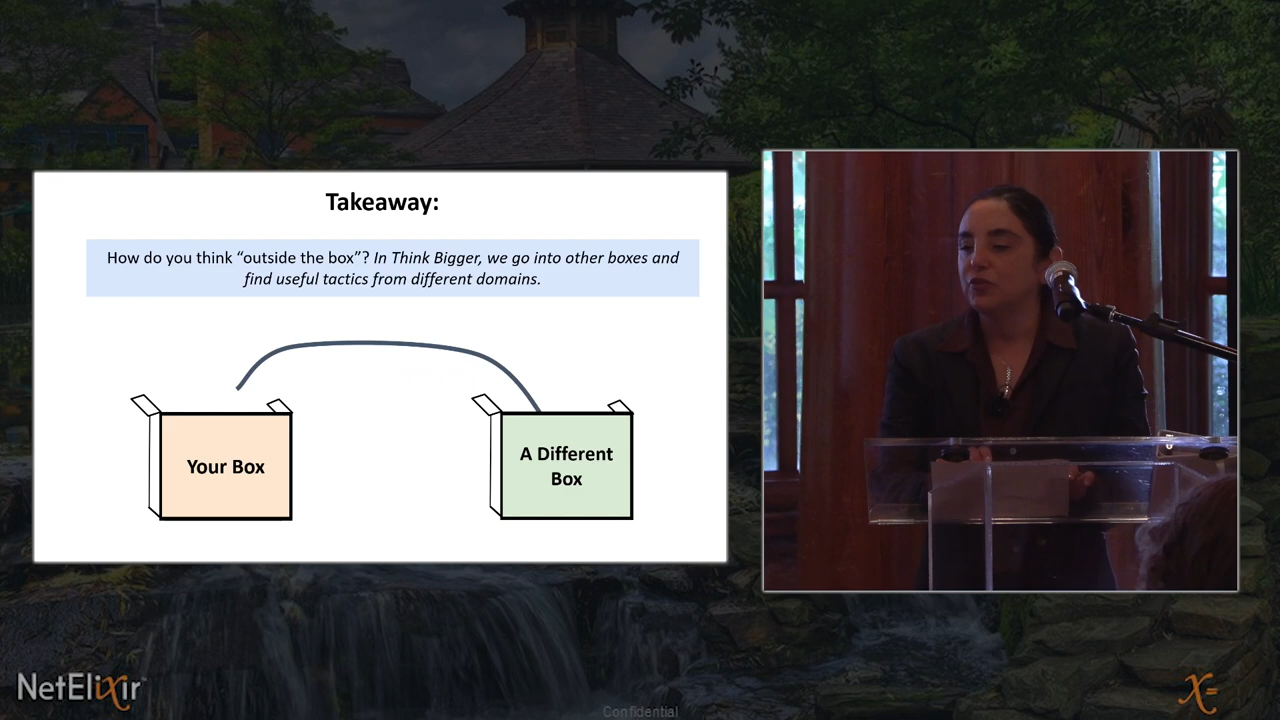 Takeaway:
How do you think “outside the box”? In Think Bigger, we go into other boxes and
find useful tactics from different domains.
Your Box
A Different
Box
NetElixir
X=
Confidential